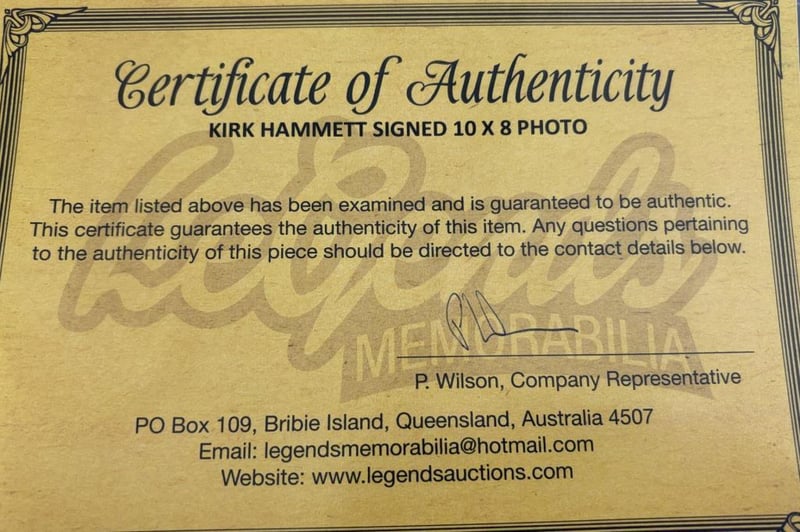 Certificate of Authenticity
KIRK HAMMETT SIGNED 10 X 8 PHOTO
The item listed above has been examined and is guaranteed to be authentic.
This certificate guarantees the authenticity of this item. Any questions pertaining
to the authenticity of this piece should be directed to the contact details below.
Legends
MEMORABILIA
P. Wilson, Company Representative
PO Box 109, Bribie Island, Queensland, Australia 4507
Email: legendsmemorabilia@hotmail.com
Website: www.legendsauctions.com